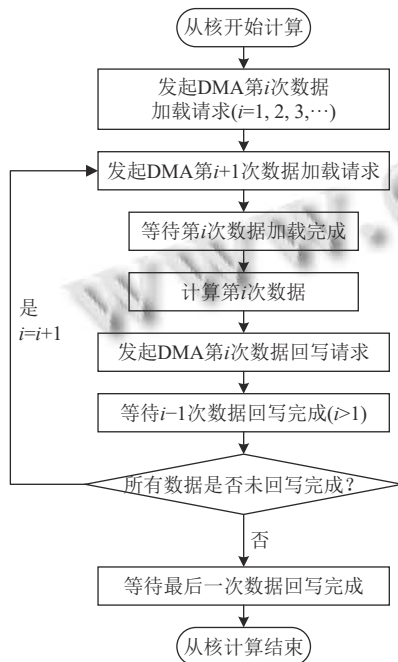 从核开始计算
发起DMA第i次数据
加载请求(i=1, 2, 3,⋯)
发起DMA第i+1次数据加载请求
等待第i次数据加载完成
计算第i次数据
是
i=i+1
发起DMA第i次数据回写请求
等待i−1次数据回写完成(i>1)
所有数据是否未回写完成？
否
等待最后一次数据回写完成
从核计算结束
www.